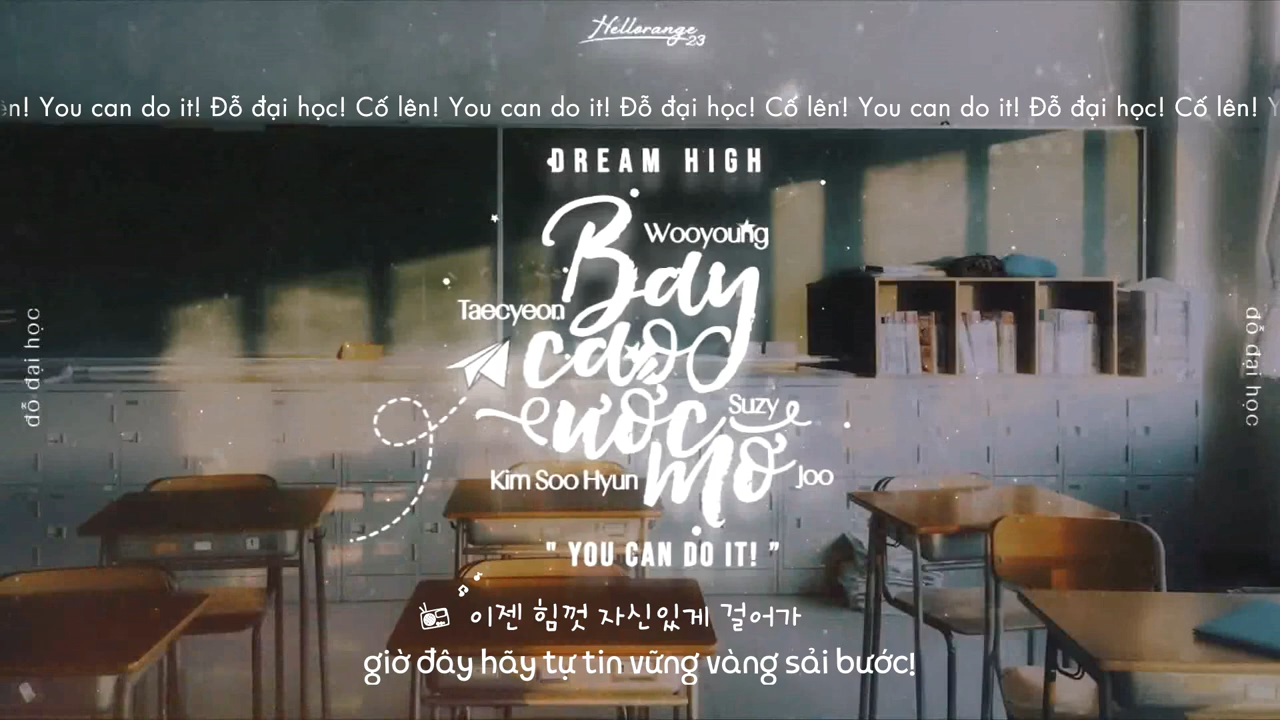 Hellorange
23
ên! You can do it! Đỗ đại học! Cố lên! You can do it! Đỗ đại học! Cố lên! You can do it! Đỗ đại học! Cố lên! Y
DREAM HIGH
Bay
Wooyoung
Taecyeon
cao
ước
Suzy
mơ
Kim Soo Hyun
Joo
" YOU CAN DO IT! "
이젠 힘껏 자신있게 걸어가
giờ đây hãy tự tin vững vàng sải bước!
đỗ đại học
đỗ đại học